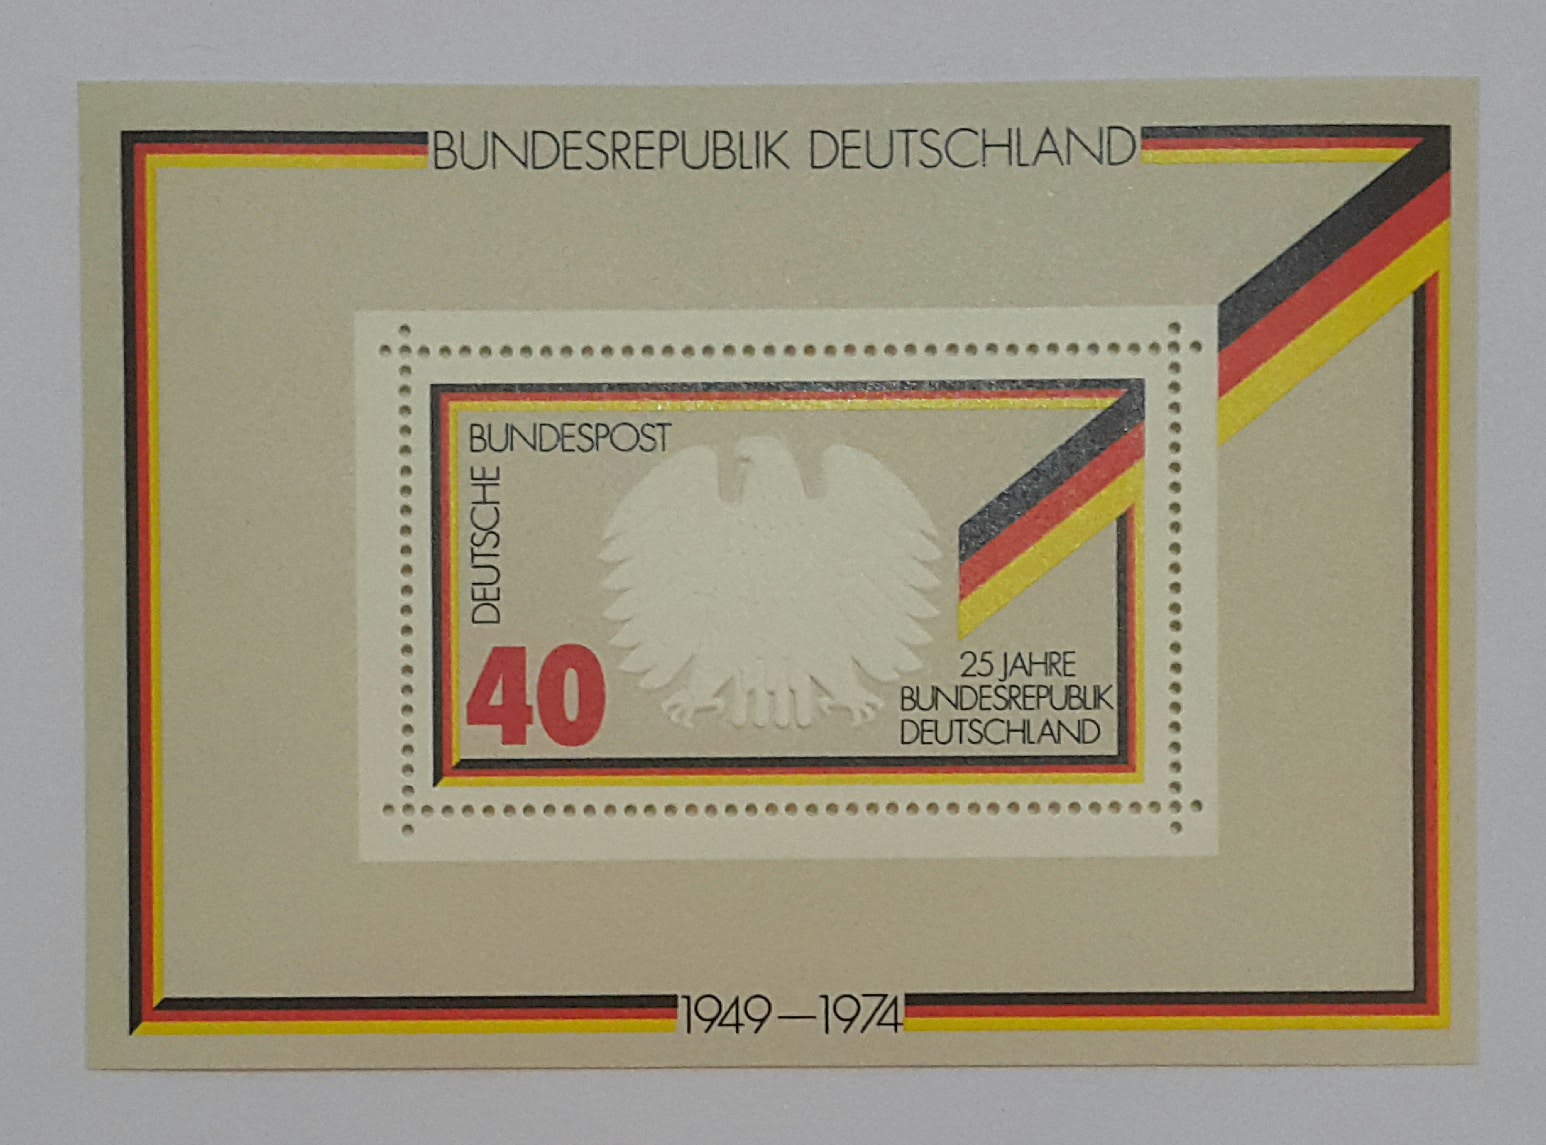 BUNDESREPUBLIK DEUTSCHLAND
DEUTSCHE
BUNDESPOST
40
25 JAHRE
BUNDESREPUBLIK
DEUTSCHLAND
1949–1974